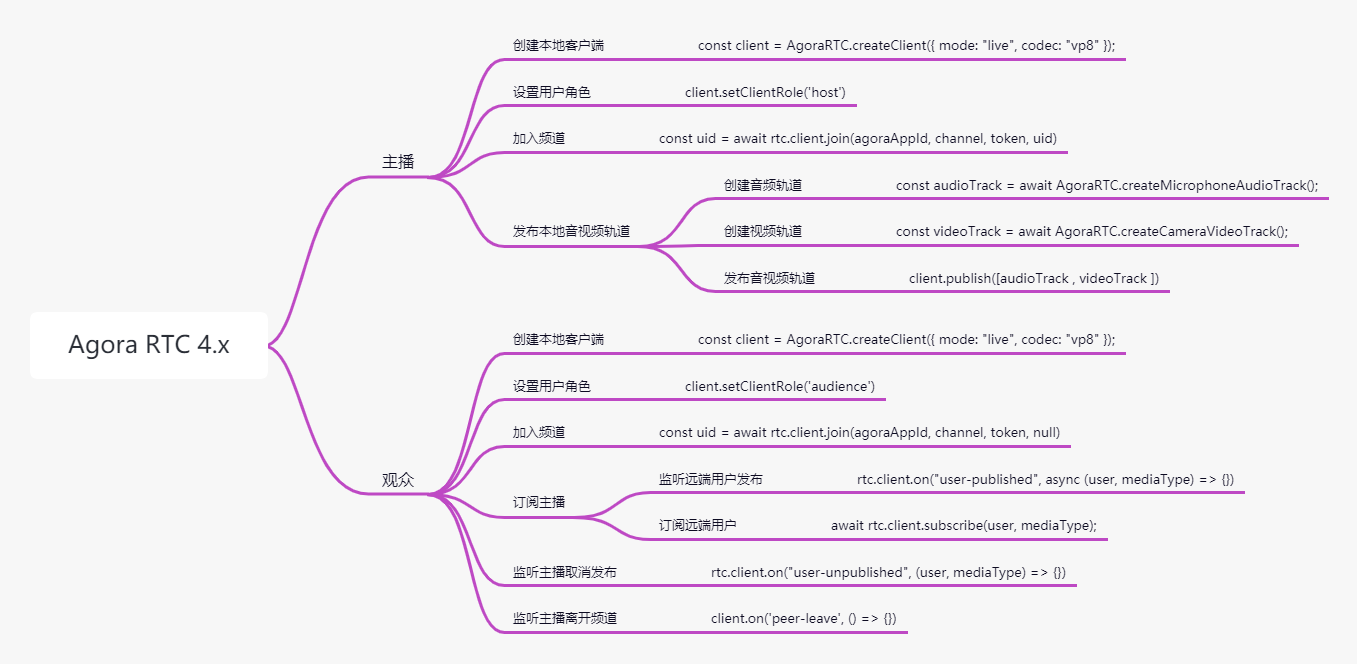 Agora RTC 4.x
主播
创建本地客户端 const client = AgoraRTC.createClient({ mode: "live", codec: "vp8" });
设置用户角色 client.setClientRole('host')
加入频道 const uid = await rtc.client.join(agoraAppId, channel, token, uid)
发布本地音视频轨道
创建音频轨道 const audioTrack = await AgoraRTC.createMicrophoneAudioTrack();
创建视频轨道 const videoTrack = await AgoraRTC.createCameraVideoTrack();
发布音视频轨道 client.publish([audioTrack , videoTrack ])
观众
创建本地客户端 const client = AgoraRTC.createClient({ mode: "live", codec: "vp8" });
设置用户角色 client.setClientRole('audience')
加入频道 const uid = await rtc.client.join(agoraAppId, channel, token, null)
订阅主播
监听远端用户发布 rtc.client.on("user-published", async (user, mediaType) => {})
订阅远端用户 await rtc.client.subscribe(user, mediaType);
监听主播取消发布 rtc.client.on("user-unpublished", (user, mediaType) => {})
监听主播离开频道 client.on('peer-leave', () => {})